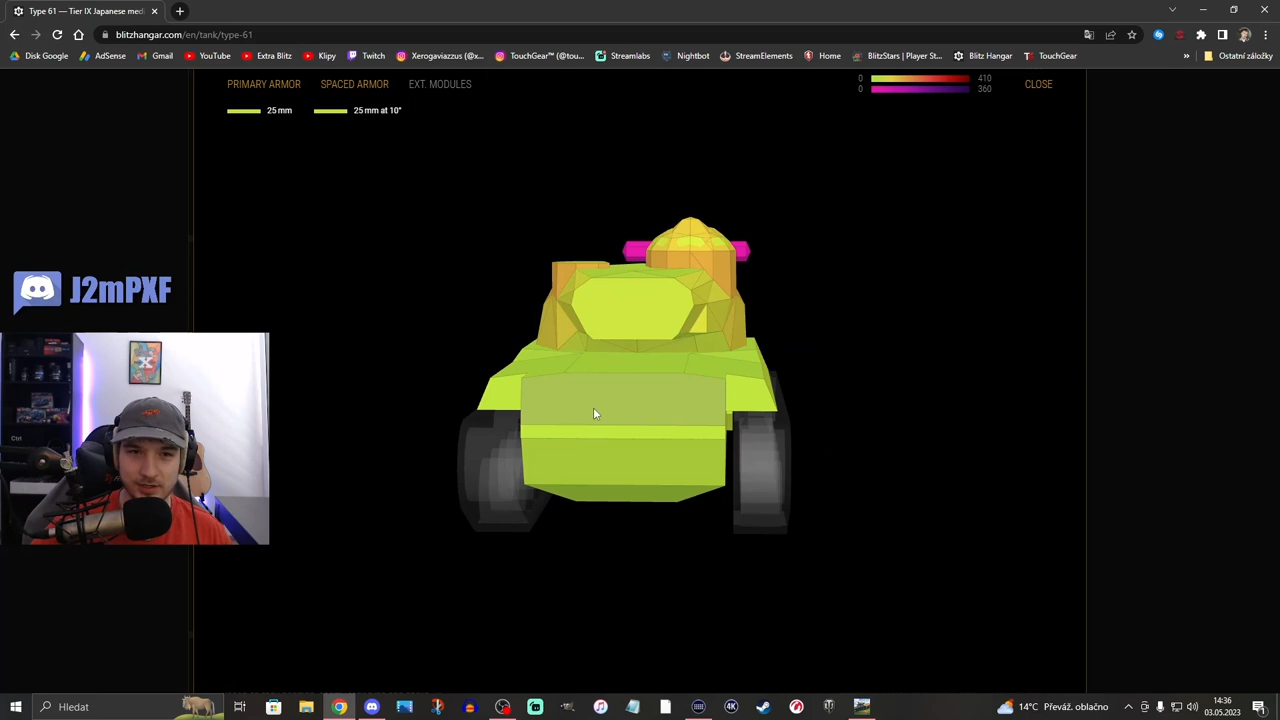 Type 61 — Tier IX Japanese medi
blitzhangar.com/en/tank/type-61
Disk Google
AdSense
Gmail
YouTube
Extra Blitz
Klipy
Twitch
Xerogaviazzus (@x...
TouchGear™ (@tou...
Streamlabs
Nightbot
StreamElements
Home
BlitzStars | Player St...
Blitz Hangar
TouchGear
»
Ostatní záložky
PRIMARY ARMOR
SPACED ARMOR
EXT. MODULES
0 410
0 360
CLOSE
25 mm
25 mm at 10°
J2mPXF
X
Ctrl
Hledat
14°C Převáž. oblačno
14:36
03.05.2023